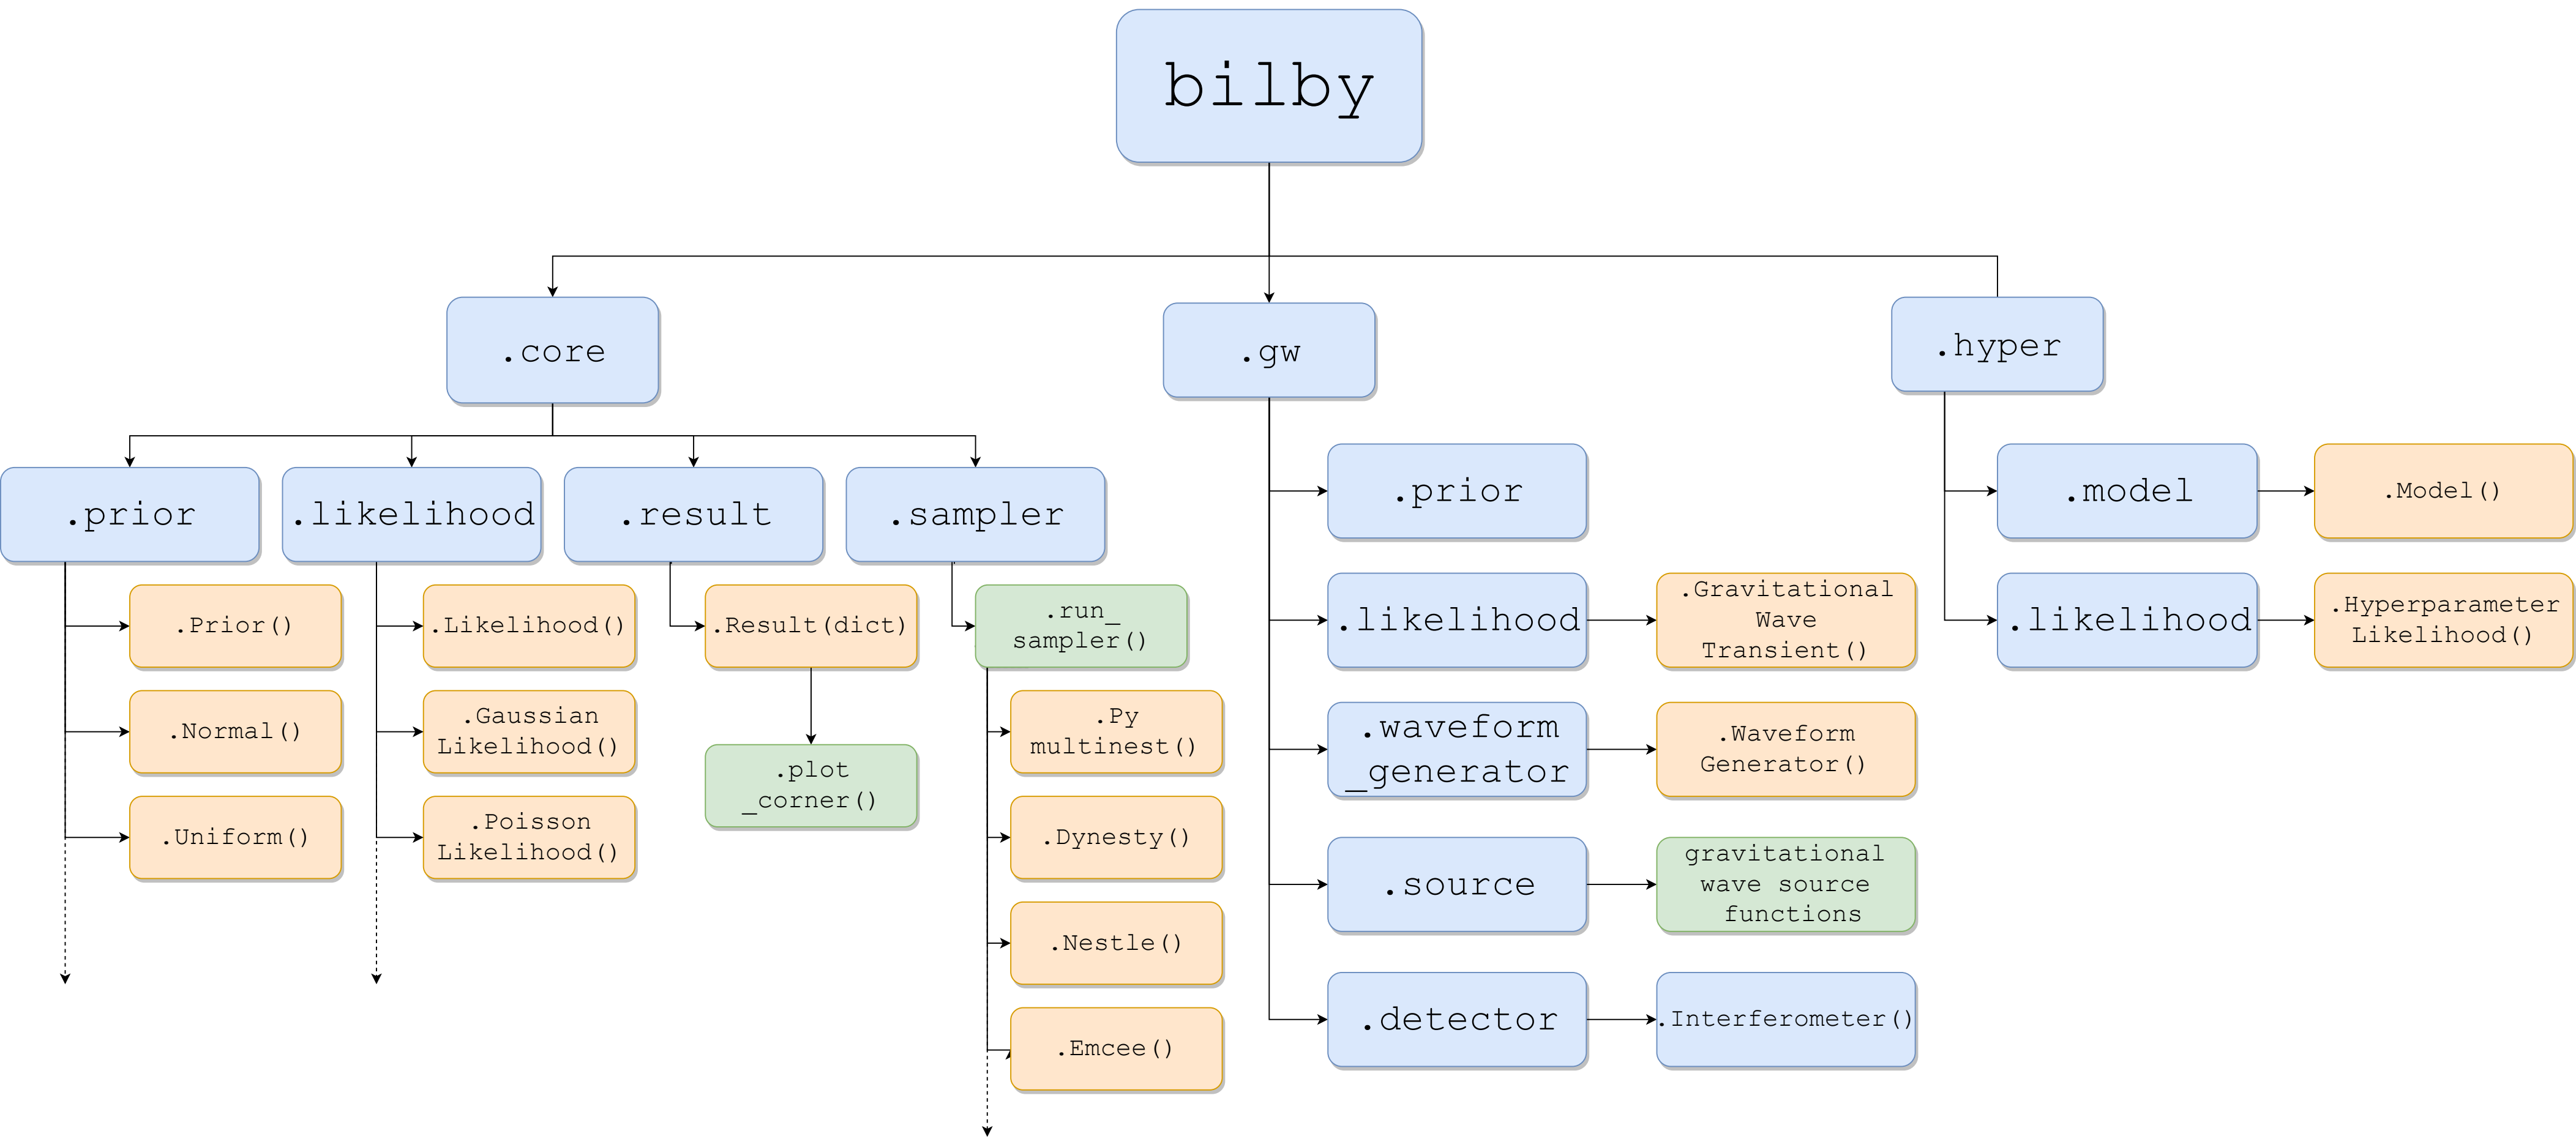 bilby
.core
.gw
.hyper
.prior
.likelihood
.result
.sampler
.Prior()
.Normal()
.Uniform()
.Likelihood()
.Gaussian
Likelihood()
.Poisson
Likelihood()
.Result(dict)
.plot
_corner()
.run_
sampler()
.Py
multinest()
.Dynesty()
.Nestle()
.Emcee()
.prior
.likelihood
.Gravitational
Wave
Transient()
.waveform
_generator
.Waveform
Generator()
.source
gravitational
wave source
functions
.detector
.Interferometer()
.model
.Model()
.likelihood
.Hyperparameter
Likelihood()